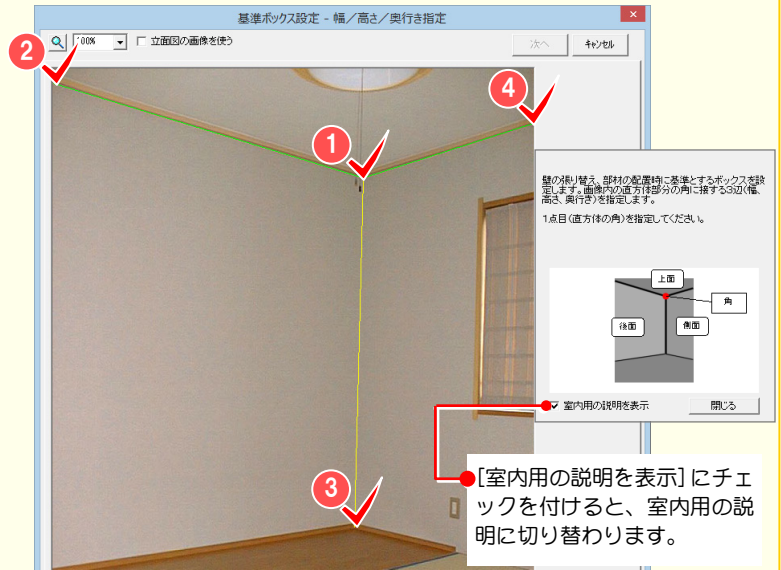 基準ボックス設定 - 幅／高さ／奥行き指定
×
100%
立面図の画像を使う
次へ
キャンセル
2
4
1
壁の張り替え、部材の配置時に基準とするボックスを設
定します。画像内の直方体部分の角に接する3辺(幅、
高さ、奥行き)を指定します。
1点目(直方体の角)を指定してください。
上面
角
後面
側面
室内用の説明を表示
閉じる
3
[室内用の説明を表示]にチェ
ックを付けると、室内用の説
明に切り替わります。